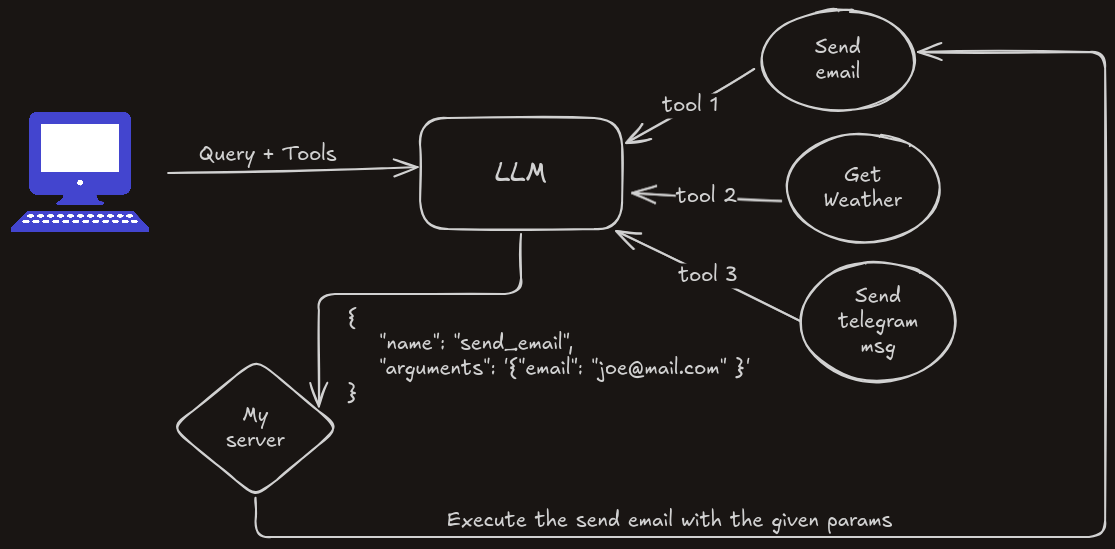 Send
email
tool 1
Query + Tools
LLM
Get
Weather
tool 2
tool 3
Send
telegram
msg
{
"name": "send_email",
"arguments": '{"email": "joe@mail.com" }'
}
My
server
Execute the send email with the given params